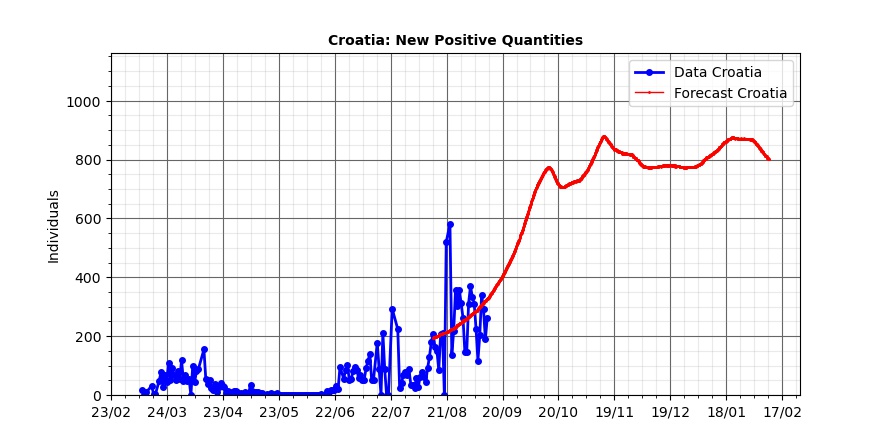 Croatia: New Positive Quantities
Data Croatia
Forecast Croatia
Individuals
1000
800
600
400
200
0
23/02 24/03 23/04 23/05 22/06 22/07 21/08 20/09 20/10 19/11 19/12 18/01 17/02